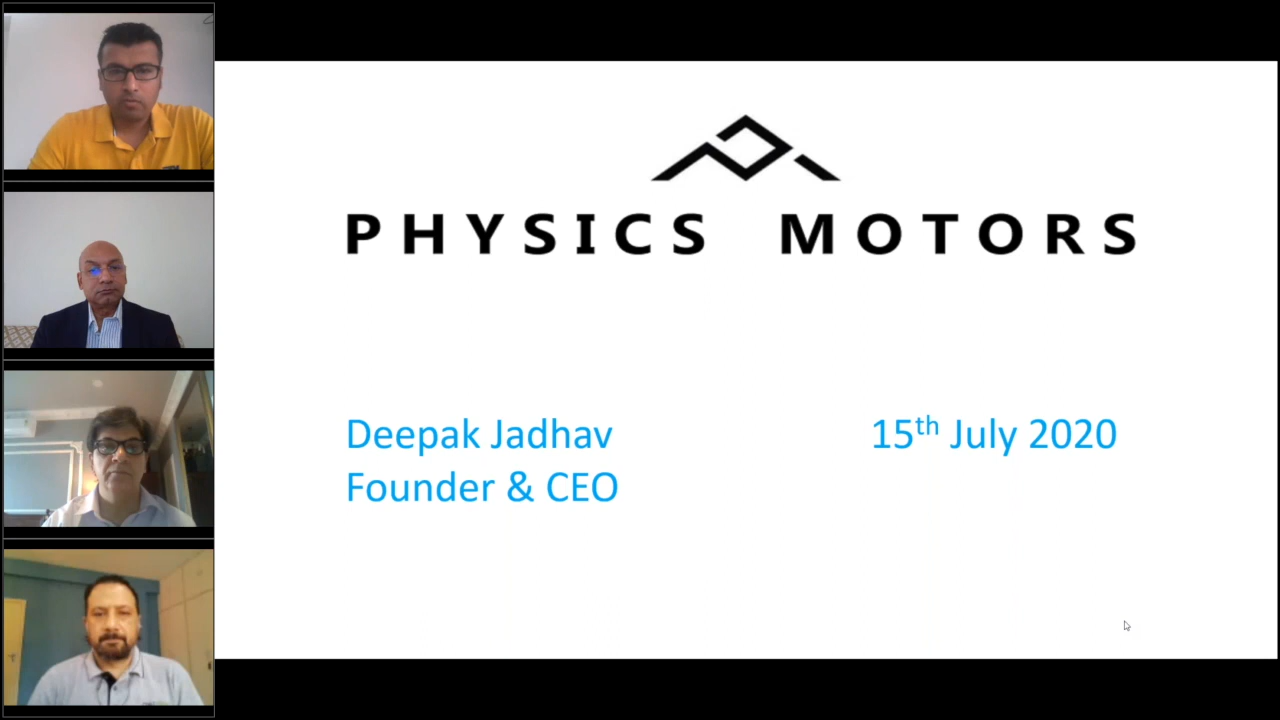 PHYSICS MOTORS
Deepak Jadhav
15th July 2020
Founder & CEO